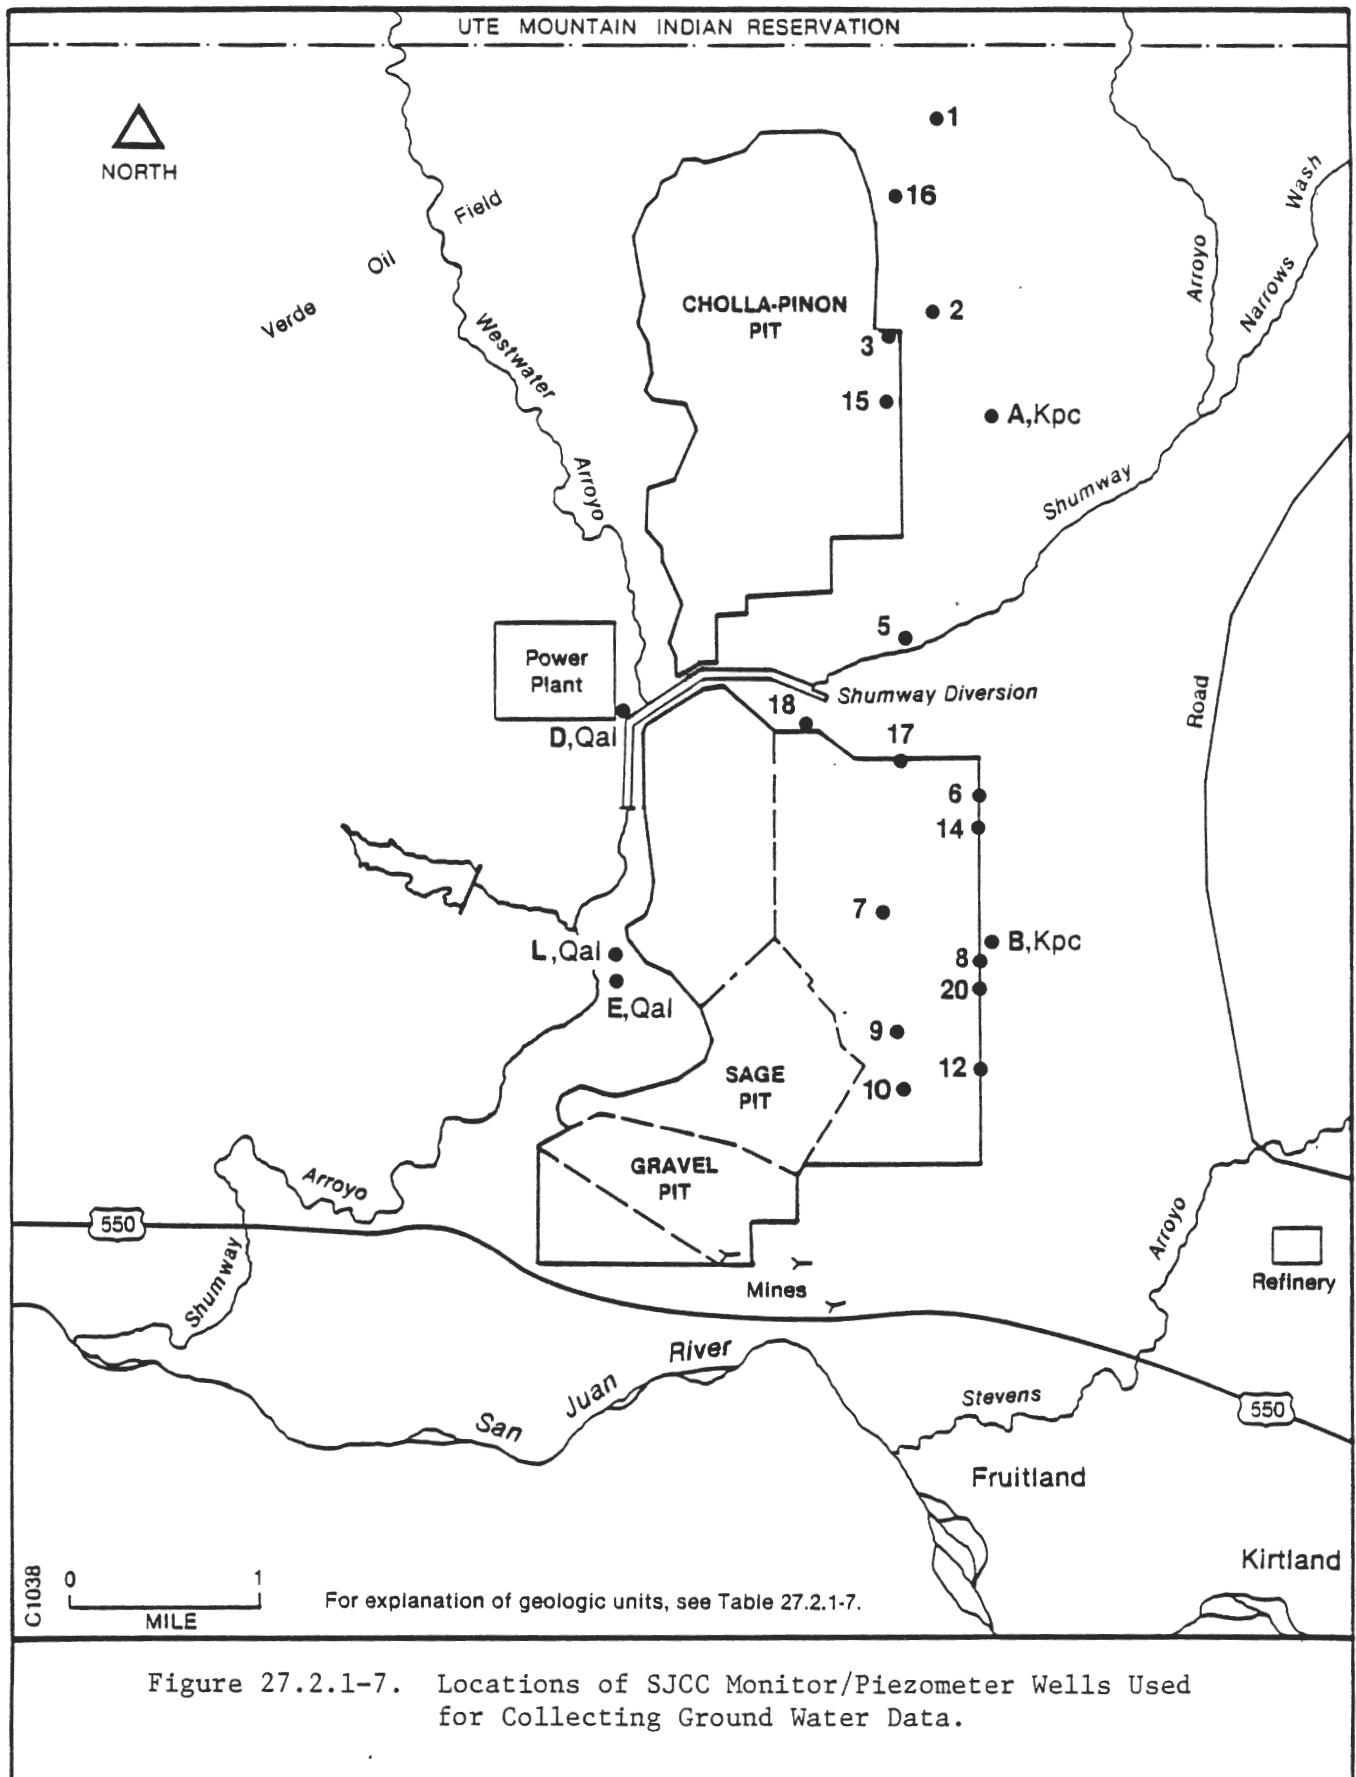 UTE MOUNTAIN INDIAN RESERVATION
NORTH
1
16
Wash
Field
Oil
Verde
Arroyo
Narrows
CHOLLA-PINON
PIT
2
3
Westwater
15
A,Kpc
Arroyo
Shumway
5
Power
Plant
Shumway Diversion
Road
18
D,Qal
17
6
14
7
B,Kpc
L,Qal
8
E,Qal
20
9
SAGE
PIT
12
10
GRAVEL
PIT
Arroyo
550
Shumway
Arroyo
Refinery
Mines
San Juan River
Stevens
550
Fruitland
Kirtland
C1038
0 1
MILE
For explanation of geologic units, see Table 27.2.1-7.
Figure 27.2.1-7. Locations of SJCC Monitor/Piezometer Wells Used
for Collecting Ground Water Data.